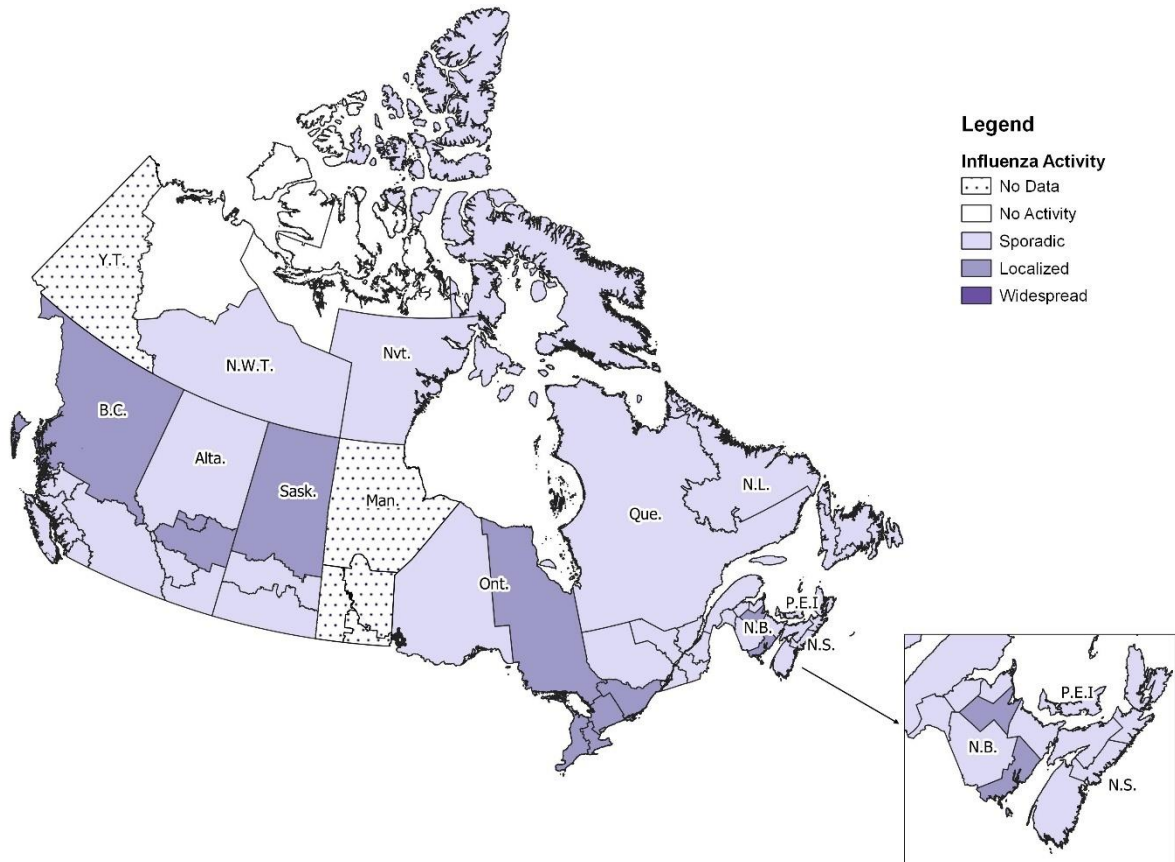 Legend
Influenza Activity
No Data
No Activity
Sporadic
Localized
Widespread
Y.T.
N.W.T.
Nvt.
B.C.
Alta.
Sask.
Man.
Ont.
Que.
N.L.
P.E.I
N.B.
N.S.
P.E.I
N.B.
N.S.